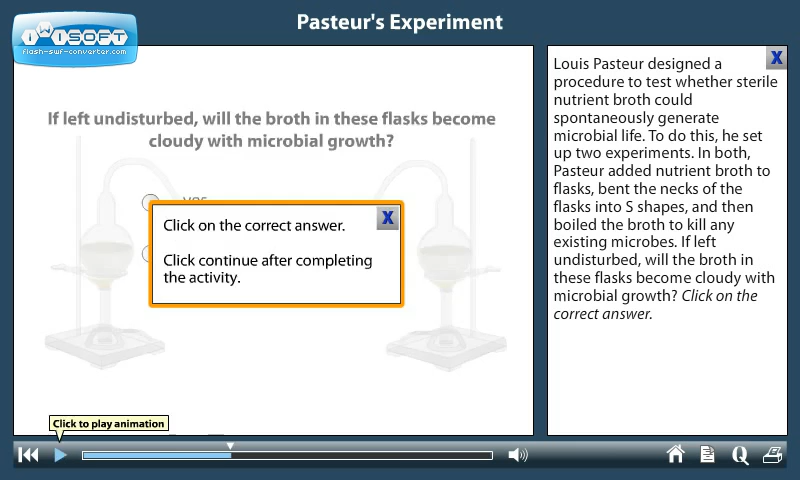 Pasteur's Experiment
iWiSOFT
flash-swf-converter.com
If left undisturbed, will the broth in these flasks become
cloudy with microbial growth?
yes
Click on the correct answer.
X
Click continue after completing
the activity.
X
Louis Pasteur designed a
procedure to test whether sterile
nutrient broth could
spontaneously generate
microbial life. To do this, he set
up two experiments. In both,
Pasteur added nutrient broth to
flasks, bent the necks of the
flasks into S shapes, and then
boiled the broth to kill any
existing microbes. If left
undisturbed, will the broth in
these flasks become cloudy with
microbial growth? Click on the
correct answer.
Click to play animation
Q